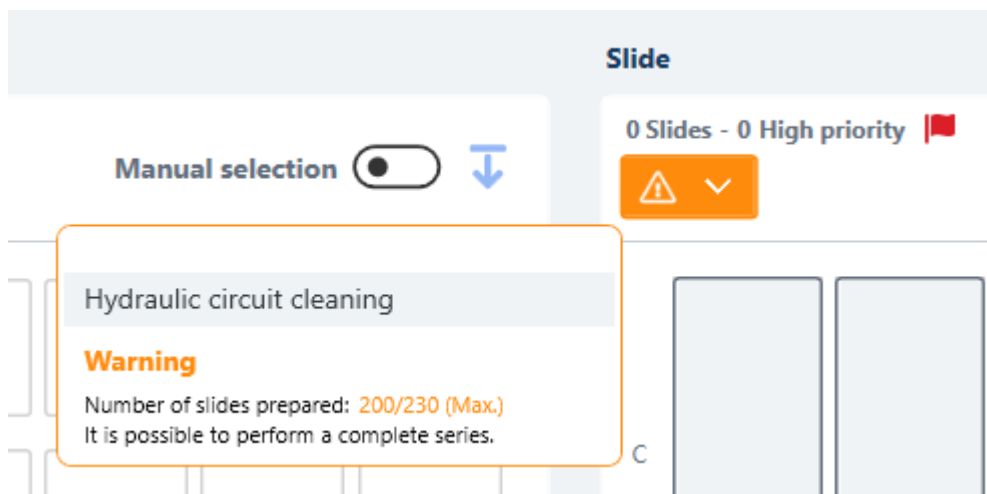 Slide
0 Slides - 0 High priority
Manual selection
Hydraulic circuit cleaning
Warning
Number of slides prepared: 200/230 (Max.)
It is possible to perform a complete series.
C